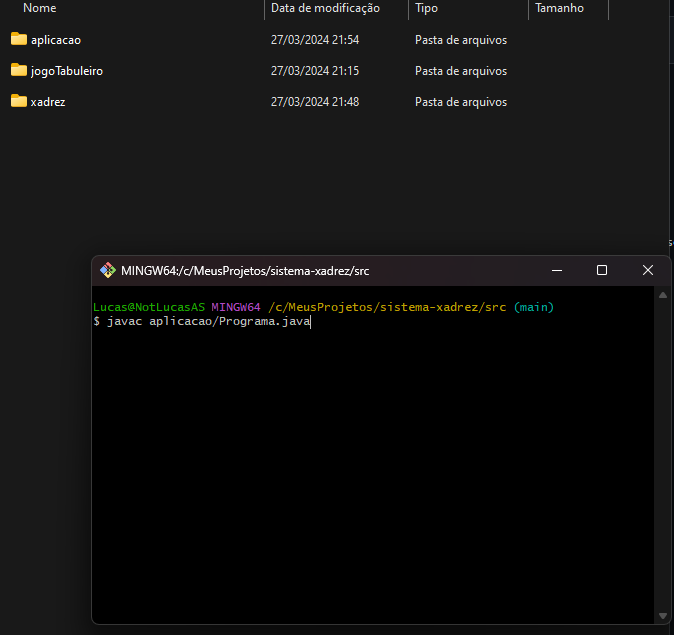 Nome Data de modificação Tipo Tamanho
aplicacao 27/03/2024 21:54 Pasta de arquivos
jogoTabuleiro 27/03/2024 21:15 Pasta de arquivos
xadrez 27/03/2024 21:48 Pasta de arquivos
MINGW64:/c/MeusProjetos/sistema-xadrez/src
Lucas@NotLucasAS MINGW64 /c/MeusProjetos/sistema-xadrez/src (main)
$ javac aplicacao/Programa.java